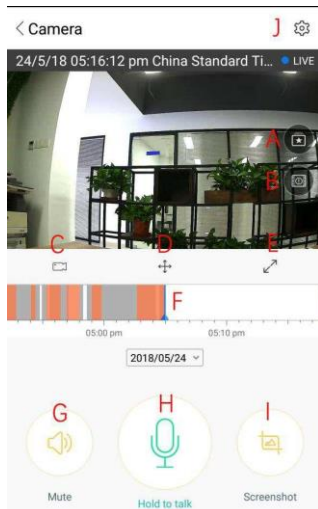 Camera
J
24/5/18 05:16:12 pm China Standard Ti... LIVE
A
B
C D E
F
05:00 pm 05:10 pm
2018/05/24
G H I
Mute Hold to talk Screenshot